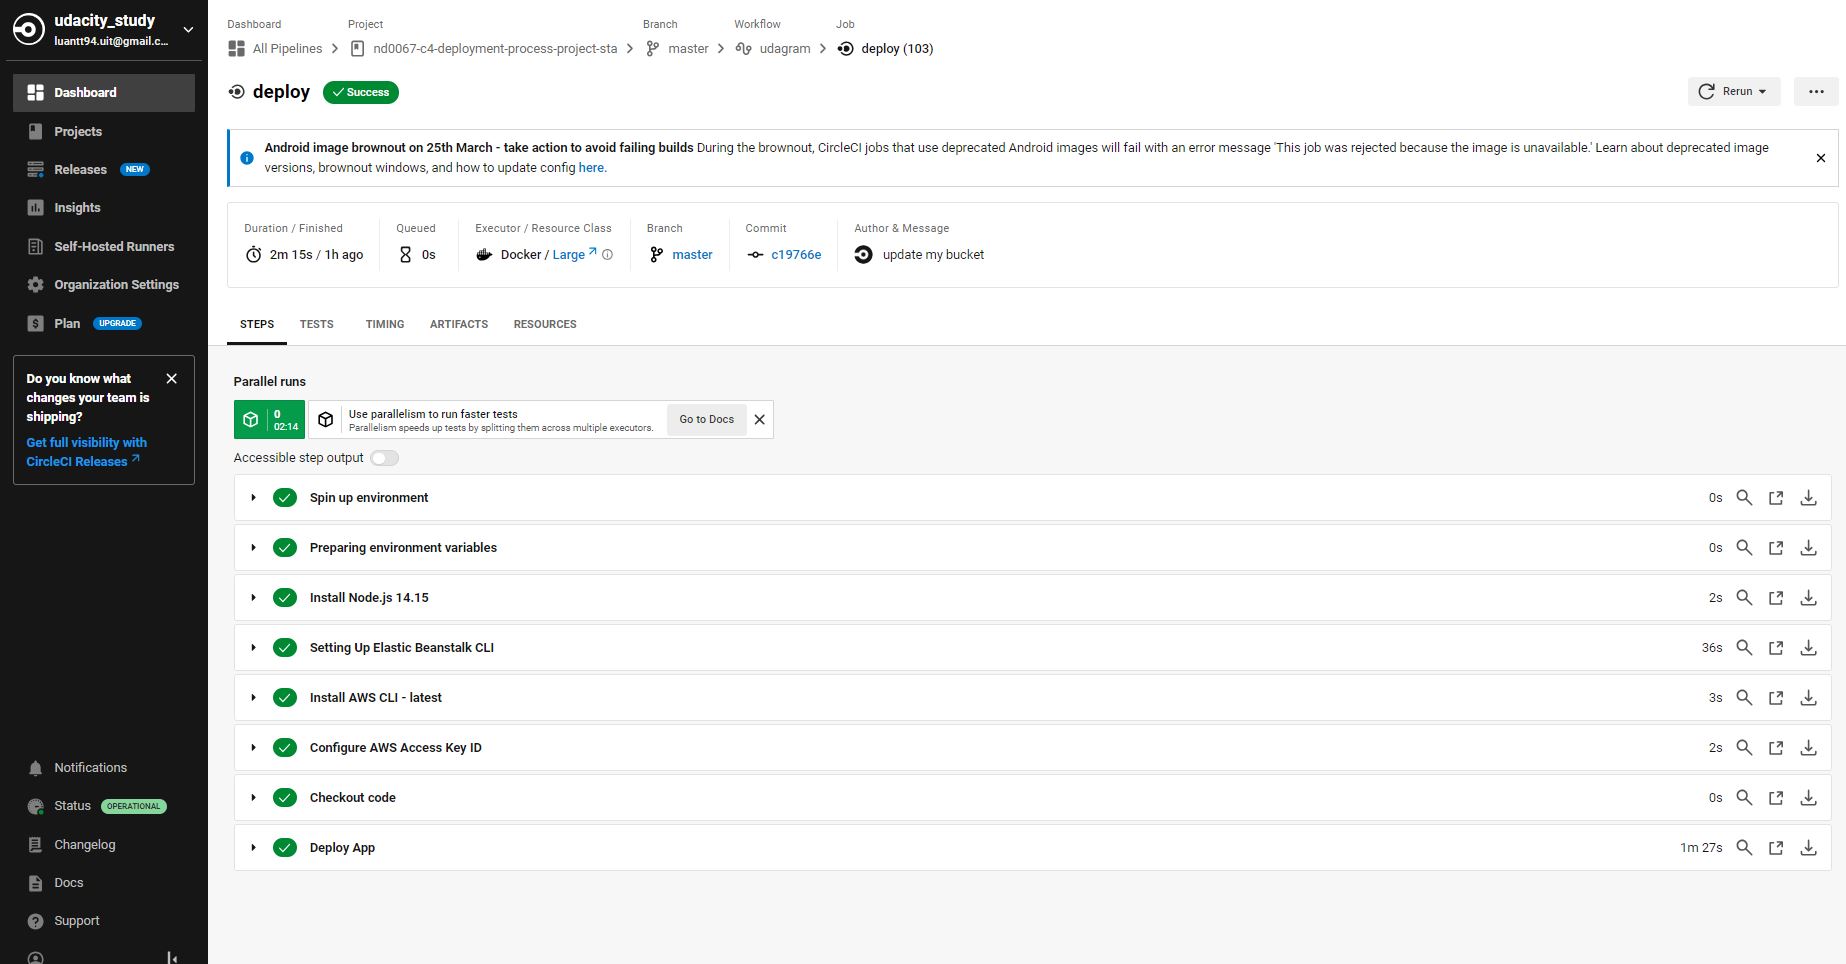 udacity_study
luantt94.uit@gmail.c...
Dashboard
Projects
Releases NEW
Insights
Self-Hosted Runners
Organization Settings
Plan UPGRADE
Do you know what
changes your team is
shipping?
Get full visibility with
CircleCI Releases
Notifications
Status OPERATIONAL
Changelog
Docs
Support
Dashboard Project Branch Workflow Job
All Pipelines nd0067-c4-deployment-process-project-sta master udagram deploy (103)
deploy Success
Rerun
Android image brownout on 25th March - take action to avoid failing builds During the brownout, CircleCI jobs that use deprecated Android images will fail with an error message 'This job was rejected because the image is unavailable.' Learn about deprecated image
versions, brownout windows, and how to update config here.
Duration / Finished Queued Executor / Resource Class Branch Commit Author & Message
2m 15s / 1h ago 0s Docker / Large master c19766e update my bucket
STEPS TESTS TIMING ARTIFACTS RESOURCES
Parallel runs
0
02:14
Use parallelism to run faster tests
Parallelism speeds up tests by splitting them across multiple executors.
Go to Docs
Accessible step output
Spin up environment 0s
Preparing environment variables 0s
Install Node.js 14.15 2s
Setting Up Elastic Beanstalk CLI 36s
Install AWS CLI - latest 3s
Configure AWS Access Key ID 2s
Checkout code 0s
Deploy App 1m 27s